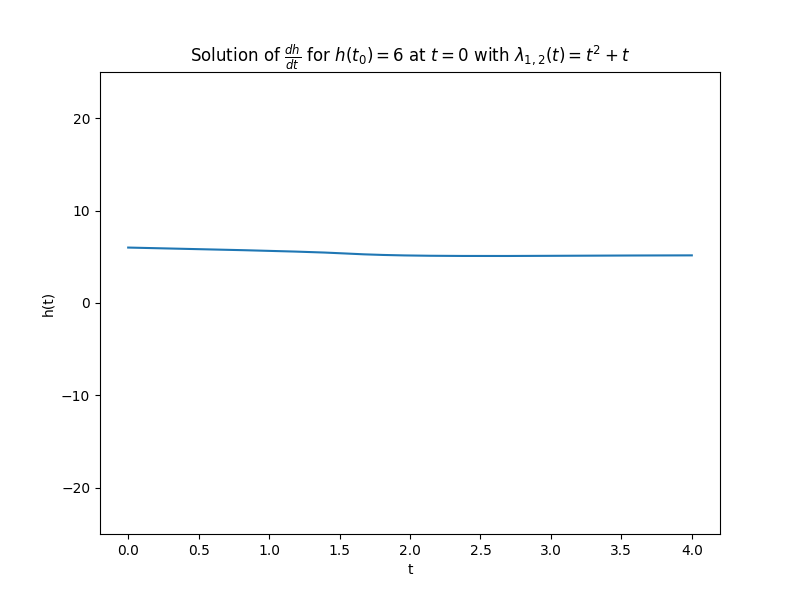 Solution of dh/dt for h(t₀) = 6 at t = 0 with λ₁,₂(t) = t² + t
20
10
0
−10
−20
h(t)
0.0 0.5 1.0 1.5 2.0 2.5 3.0 3.5 4.0
t